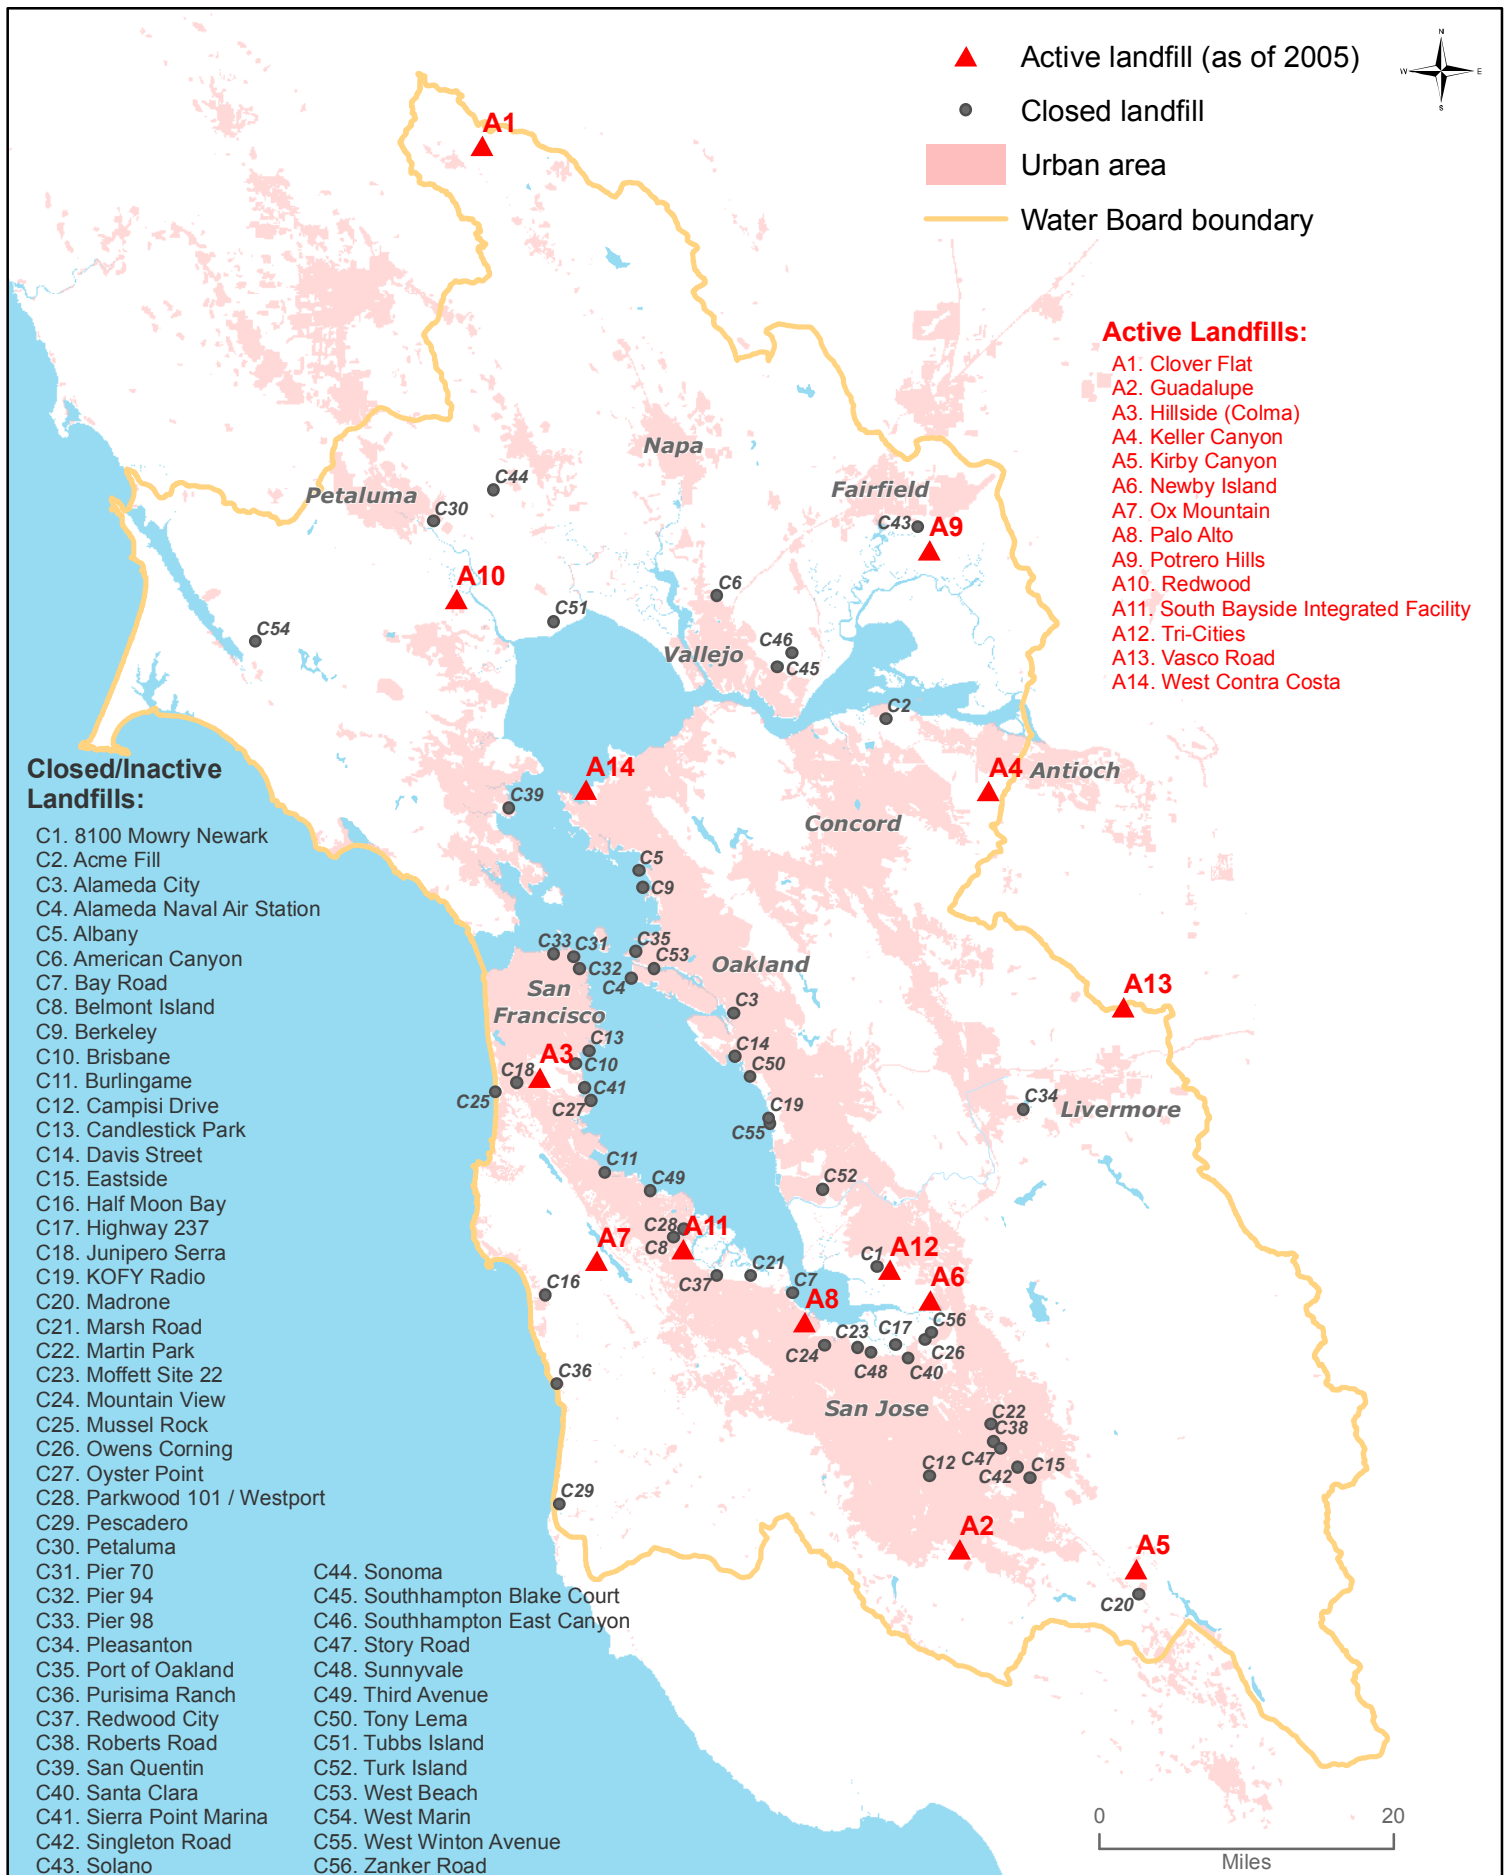 N
W
E
S
Active landfill (as of 2005)
Closed landfill
Urban area
Water Board boundary
Active Landfills:
A1. Clover Flat
A2. Guadalupe
A3. Hillside (Colma)
A4. Keller Canyon
A5. Kirby Canyon
A6. Newby Island
A7. Ox Mountain
A8. Palo Alto
A9. Potrero Hills
A10. Redwood
A11. South Bayside Integrated Facility
A12. Tri-Cities
A13. Vasco Road
A14. West Contra Costa
A1
Napa
C44
Petaluma
Fairfield
C30
C43
A9
A10
C6
C51
C54
C46
Vallejo
C45
C2
A14
A4
Antioch
C39
Concord
C5
C9
C33
C31
C35
C53
C32
Oakland
C4
San
Francisco
A13
C3
C13
A3
C14
C10
C18
C50
C41
C25
C27
C34
Livermore
C19
C55
C11
C49
C52
C28
A11
C8
A7
C1
A12
C21
C37
C16
C7
A6
A8
C56
C23
C17
C24
C26
C48
C40
C36
San Jose
C22
C38
C47
C12
C42
C15
C29
A2
A5
C20
Closed/Inactive
Landfills:
C1. 8100 Mowry Newark
C2. Acme Fill
C3. Alameda City
C4. Alameda Naval Air Station
C5. Albany
C6. American Canyon
C7. Bay Road
C8. Belmont Island
C9. Berkeley
C10. Brisbane
C11. Burlingame
C12. Campisi Drive
C13. Candlestick Park
C14. Davis Street
C15. Eastside
C16. Half Moon Bay
C17. Highway 237
C18. Junipero Serra
C19. KOFY Radio
C20. Madrone
C21. Marsh Road
C22. Martin Park
C23. Moffett Site 22
C24. Mountain View
C25. Mussel Rock
C26. Owens Corning
C27. Oyster Point
C28. Parkwood 101 / Westport
C29. Pescadero
C30. Petaluma
C31. Pier 70
C32. Pier 94
C33. Pier 98
C34. Pleasanton
C35. Port of Oakland
C36. Purisima Ranch
C37. Redwood City
C38. Roberts Road
C39. San Quentin
C40. Santa Clara
C41. Sierra Point Marina
C42. Singleton Road
C43. Solano
C44. Sonoma
C45. Southhampton Blake Court
C46. Southhampton East Canyon
C47. Story Road
C48. Sunnyvale
C49. Third Avenue
C50. Tony Lema
C51. Tubbs Island
C52. Turk Island
C53. West Beach
C54. West Marin
C55. West Winton Avenue
C56. Zanker Road
0
20
Miles